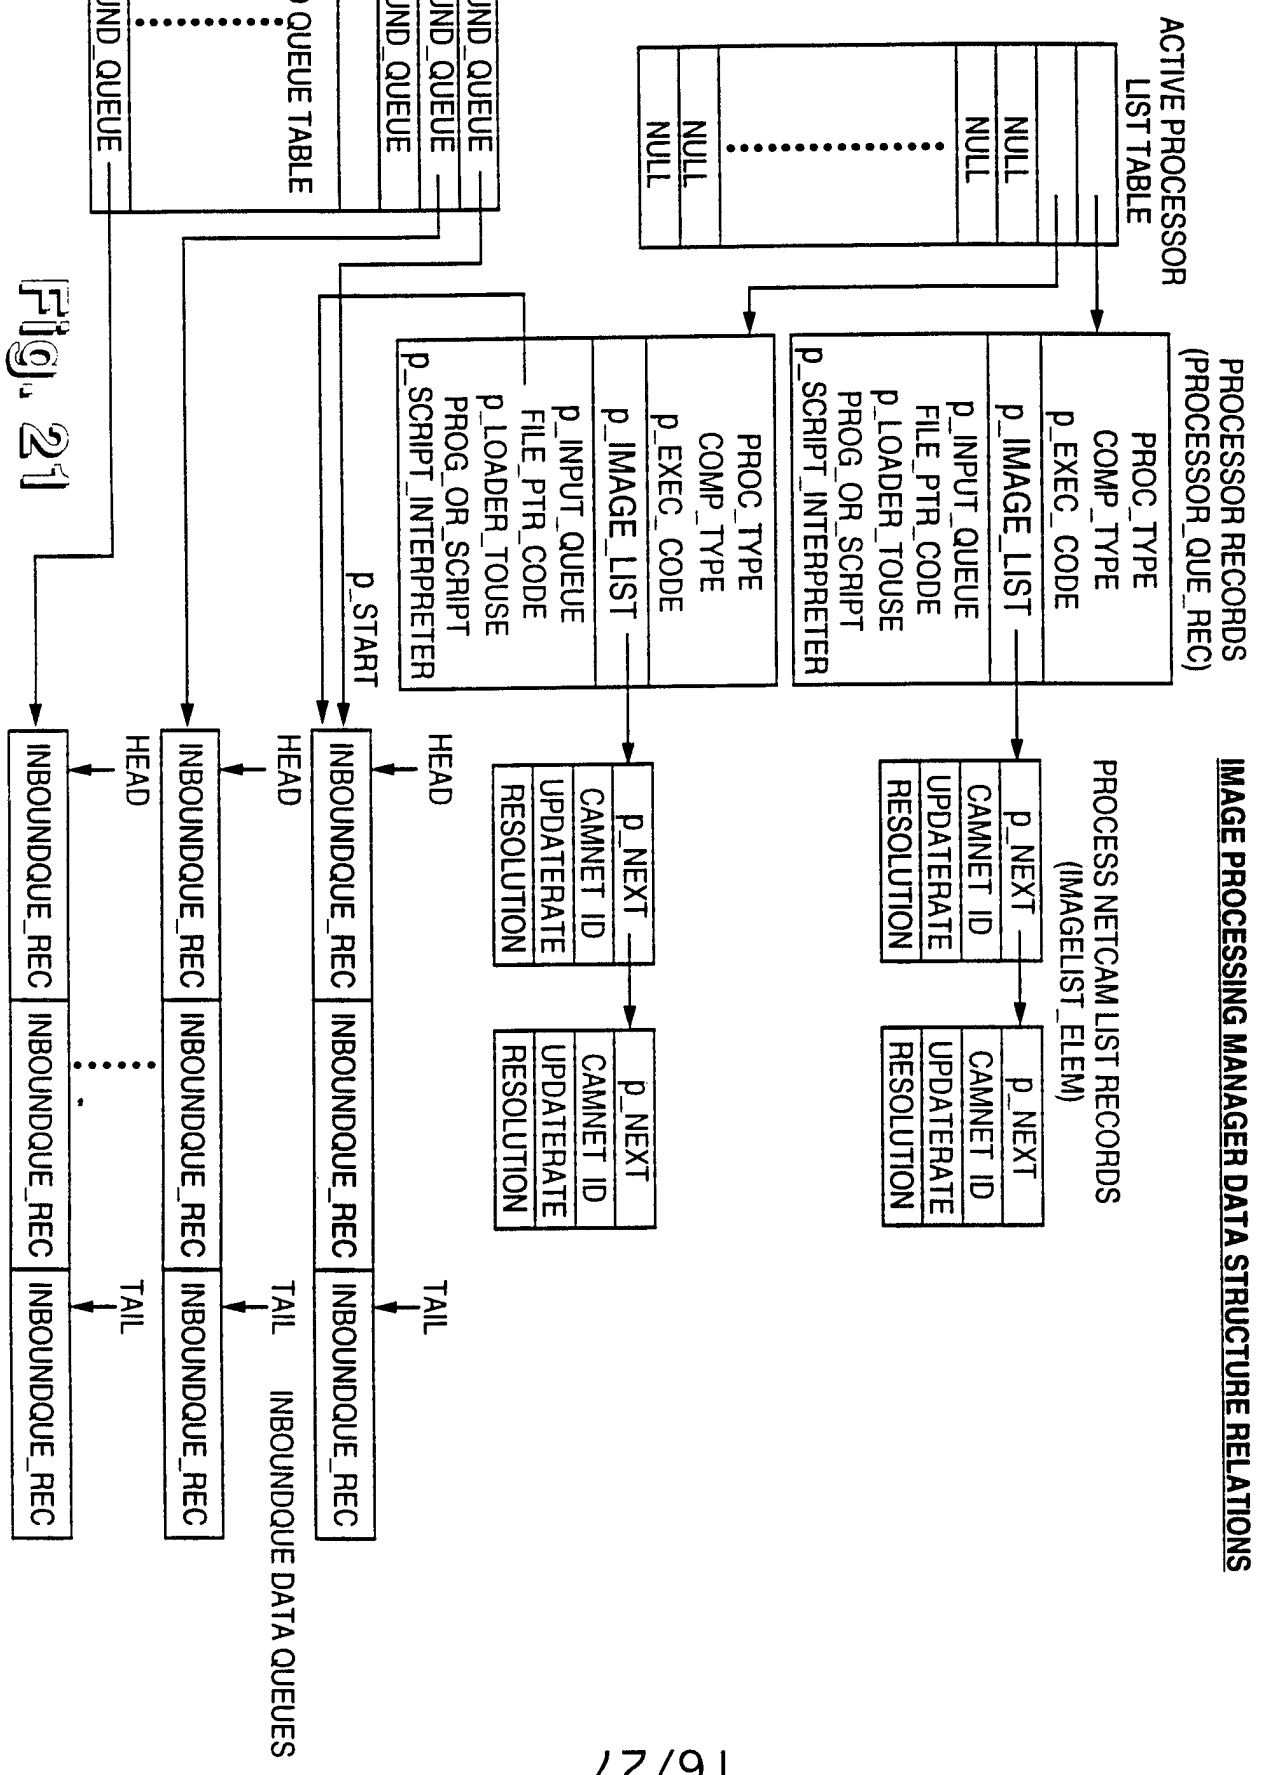 IMAGE PROCESSING MANAGER DATA STRUCTURE RELATIONS
ACTIVE PROCESSOR
LIST TABLE
NULL
NULL
NULL
NULL
PROCESSOR RECORDS
(PROCESSOR_QUE_REC)
PROC_TYPE
COMP_TYPE
p_EXEC_CODE
p_IMAGE_LIST
p_INPUT_QUEUE
FILE_PTR_CODE
p_LOADER_TOUSE
PROG_OR_SCRIPT
p_SCRIPT_INTERPRETER
PROC_TYPE
COMP_TYPE
p_EXEC_CODE
p_IMAGE_LIST
p_INPUT_QUEUE
FILE_PTR_CODE
p_LOADER_TOUSE
PROG_OR_SCRIPT
p_SCRIPT_INTERPRETER
PROCESS NETCAM LIST RECORDS
(IMAGELIST_ELEM)
p_NEXT
CAMNET ID
UPDATERATE
RESOLUTION
p_NEXT
CAMNET ID
UPDATERATE
RESOLUTION
p_NEXT
CAMNET ID
UPDATERATE
RESOLUTION
p_NEXT
CAMNET ID
UPDATERATE
RESOLUTION
UND_QUEUE
UND_QUEUE
UND_QUEUE
QUEUE TABLE
UND_QUEUE
p_START
HEAD
TAIL
INBOUNDQUE_REC INBOUNDQUE_REC INBOUNDQUE_REC
HEAD
TAIL
INBOUNDQUE DATA QUEUES
INBOUNDQUE_REC INBOUNDQUE_REC INBOUNDQUE_REC
HEAD
TAIL
INBOUNDQUE_REC INBOUNDQUE_REC INBOUNDQUE_REC
Fig. 21
16/27